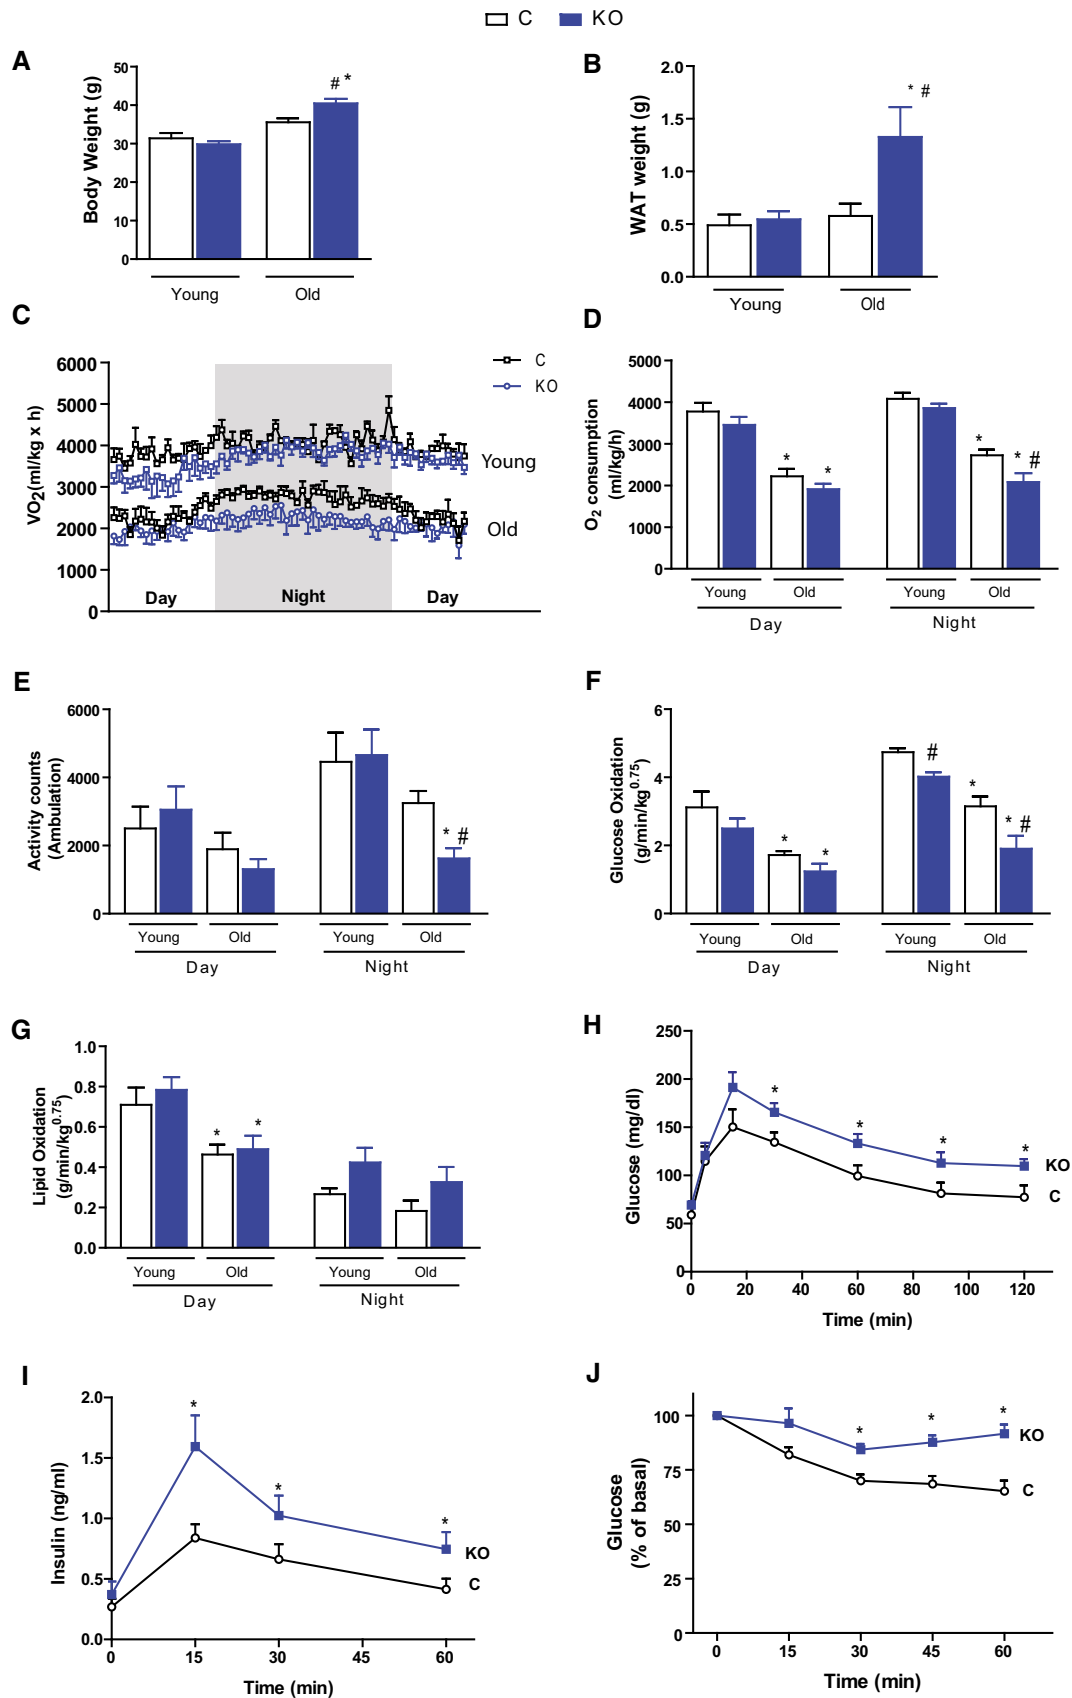 C KO
A
50
40
30
20
10
0
Body Weight (g)
# *
Young Old
B
2.0
1.5
1.0
0.5
0.0
WAT weight (g)
* #
Young Old
C
6000
5000
4000
3000
2000
1000
0
VO2(ml/kg x h)
C
KO
Young
Old
Day Night Day
D
5000
4000
3000
2000
1000
0
O2 consumption
(ml/kg/h)
* * * * #
Young Old Young Old
Day Night
E
6000
4000
2000
0
Activity counts
(Ambulation)
* #
Young Old Young Old
Day Night
F
6
4
2
0
Glucose Oxidation
(g/min/kg0.75)
* * # * * #
Young Old Young Old
Day Night
G
1.0
0.8
0.6
0.4
0.2
0.0
Lipid Oxidation
(g/min/kg0.75)
* *
Young Old Young Old
Day Night
H
250
200
150
100
50
0
Glucose (mg/dl)
* * * *
KO
C
0 20 40 60 80 100 120
Time (min)
I
2.0
1.5
1.0
0.5
0.0
Insulin (ng/ml)
* * *
KO
C
0 15 30 45 60
Time (min)
J
100
75
50
25
0
Glucose
(% of basal)
* * *
KO
C
0 15 30 45 60
Time (min)